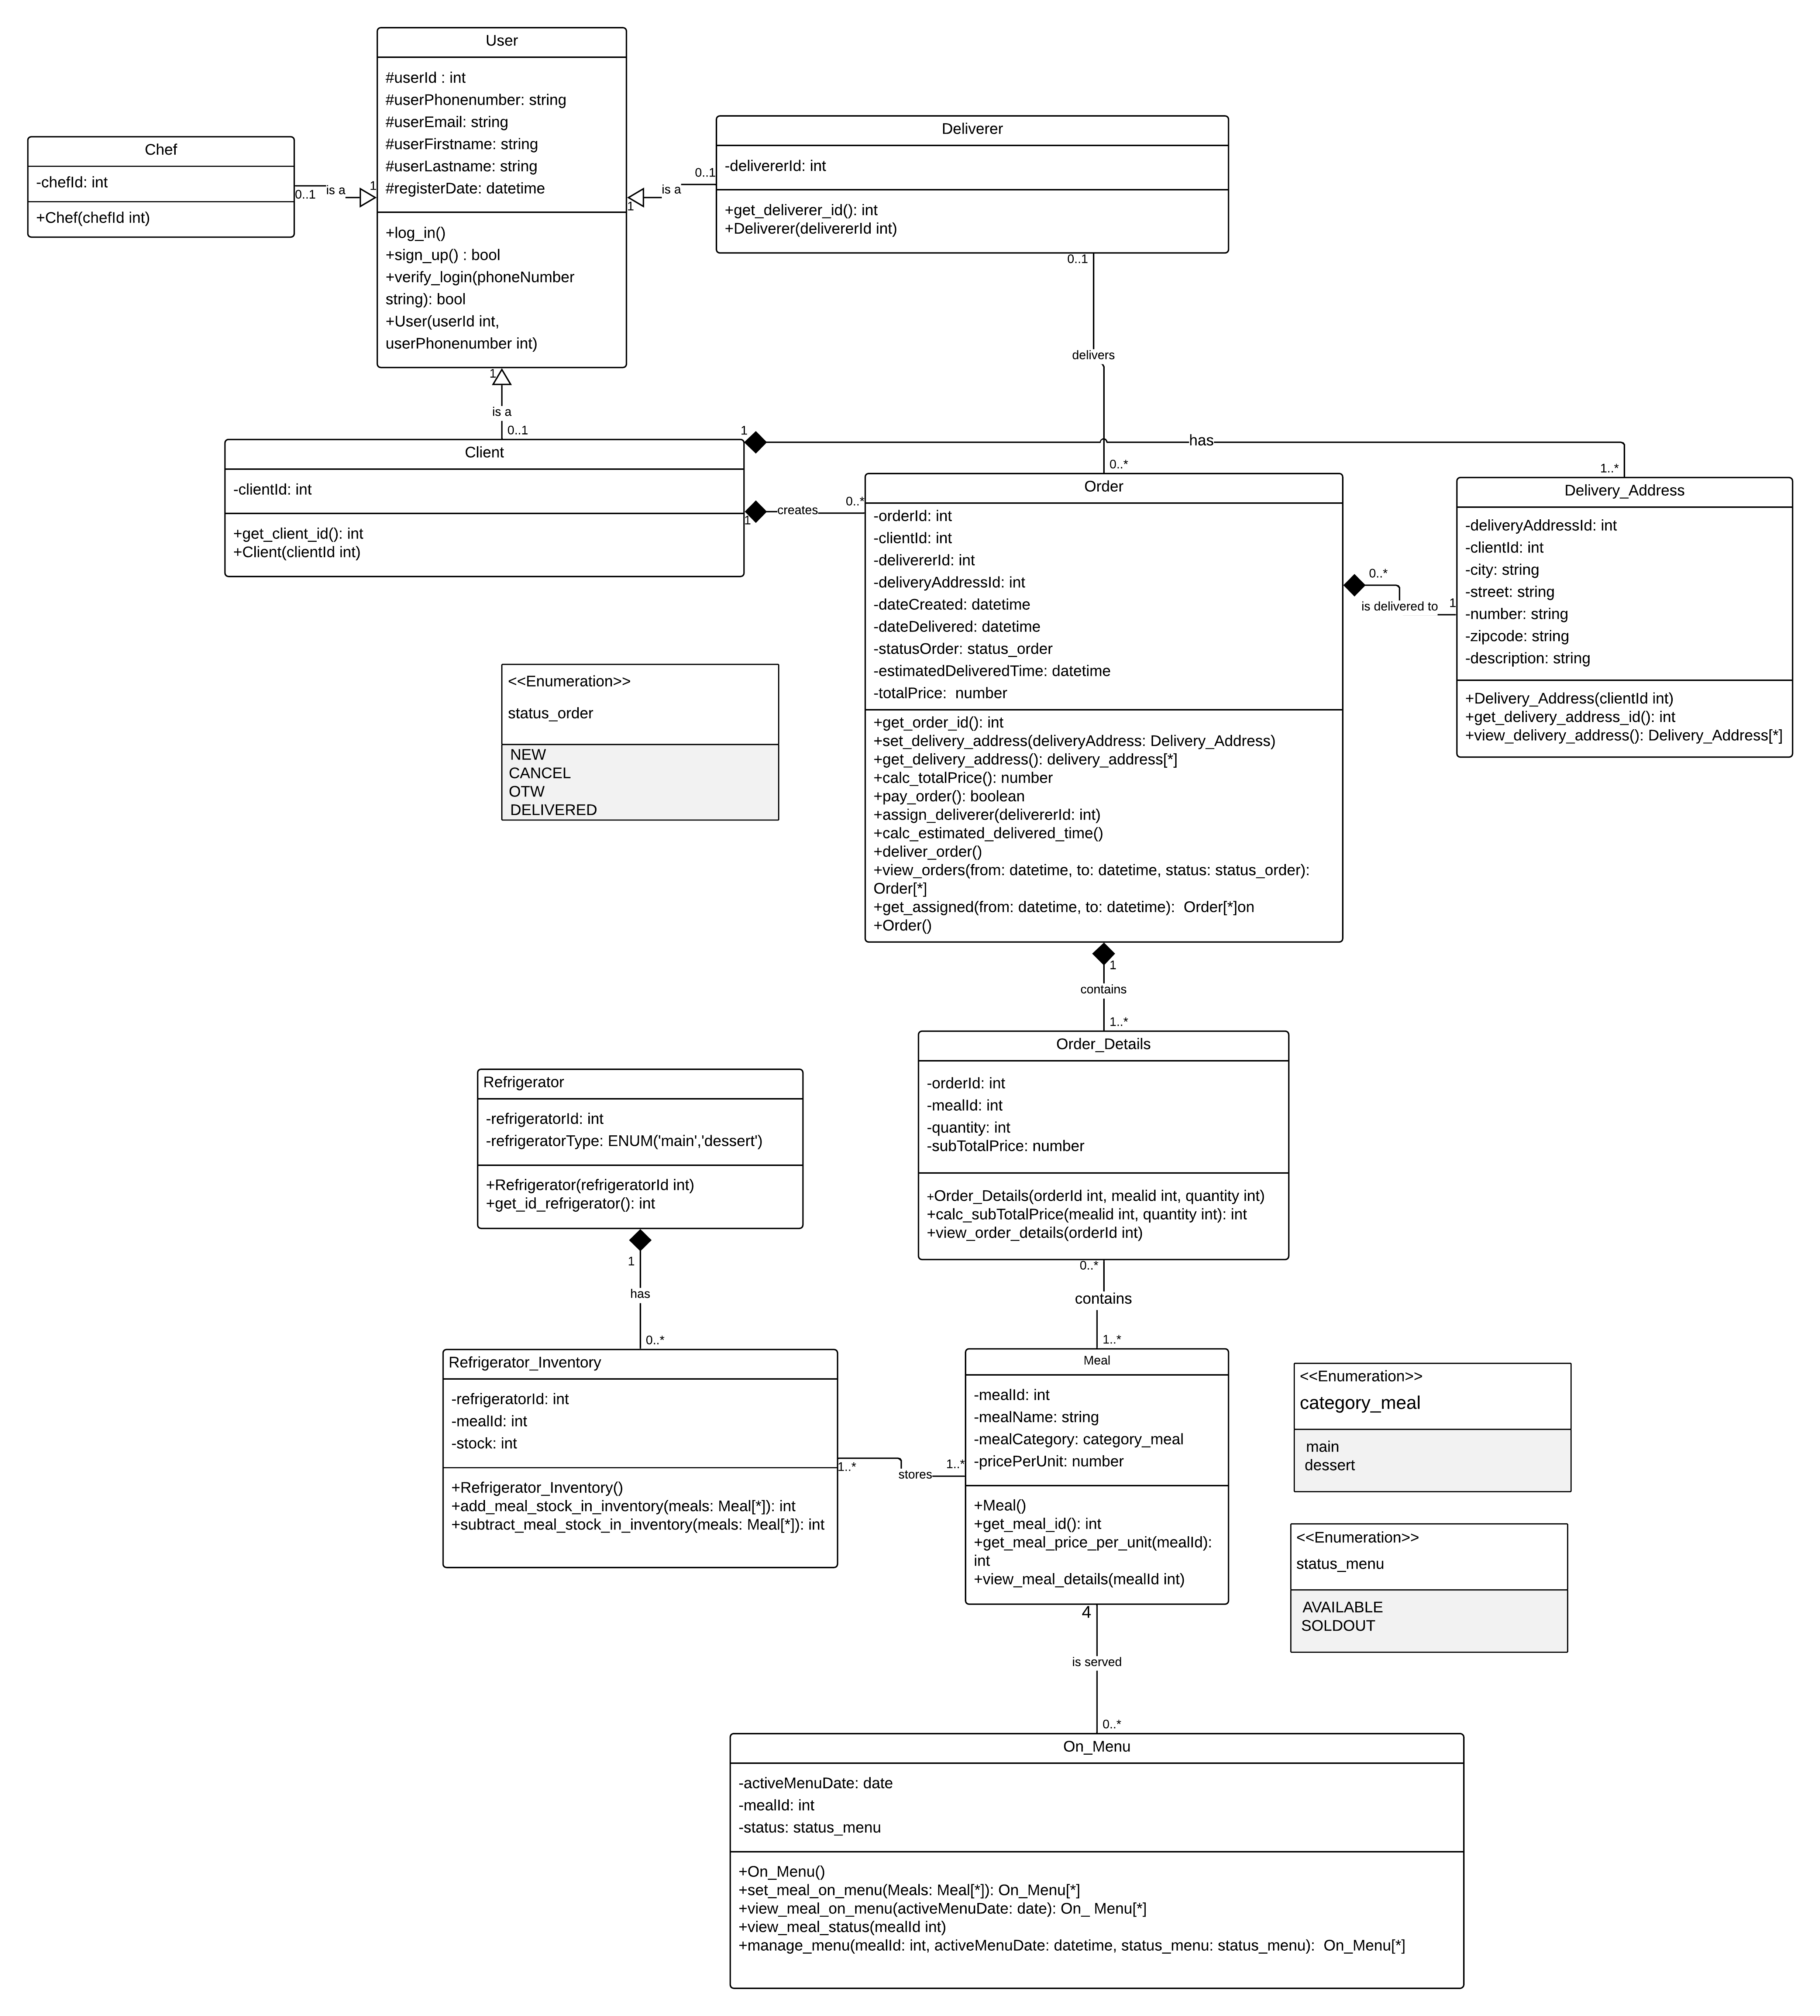 User
#userId : int
#userPhonenumber: string
#userEmail: string
#userFirstname: string
#userLastname: string
#registerDate: datetime
+log_in()
+sign_up() : bool
+verify_login(phoneNumber
string): bool
+User(userId int,
userPhonenumber int)
Chef
-chefId: int
+Chef(chefId int)
0..1
is a
1
Deliverer
-delivererId: int
+get_deliverer_id(): int
+Deliverer(delivererId int)
0..1
is a
1
0..1
delivers
0..*
1
is a
0..1
Client
-clientId: int
+get_client_id(): int
+Client(clientId int)
1
has
1..*
1
creates
0..*
Order
-orderId: int
-clientId: int
-delivererId: int
-deliveryAddressId: int
-dateCreated: datetime
-dateDelivered: datetime
-statusOrder: status_order
-estimatedDeliveredTime: datetime
-totalPrice:  number
+get_order_id(): int
+set_delivery_address(deliveryAddress: Delivery_Address)
+get_delivery_address(): delivery_address[*]
+calc_totalPrice(): number
+pay_order(): boolean
+assign_deliverer(delivererId: int)
+calc_estimated_delivered_time()
+deliver_order()
+view_orders(from: datetime, to: datetime, status: status_order):
Order[*]
+get_assigned(from: datetime, to: datetime):  Order[*]on
+Order()
Delivery_Address
-deliveryAddressId: int
-clientId: int
-city: string
-street: string
-number: string
-zipcode: string
-description: string
+Delivery_Address(clientId int)
+get_delivery_address_id(): int
+view_delivery_address(): Delivery_Address[*]
0..*
is delivered to
1
<<Enumeration>>
status_order
NEW
CANCEL
OTW
DELIVERED
1
contains
1..*
Order_Details
-orderId: int
-mealId: int
-quantity: int
-subTotalPrice: number
+Order_Details(orderId int, mealid int, quantity int)
+calc_subTotalPrice(mealid int, quantity int): int
+view_order_details(orderId int)
Refrigerator
-refrigeratorId: int
-refrigeratorType: ENUM('main','dessert')
+Refrigerator(refrigeratorId int)
+get_id_refrigerator(): int
1
has
0..*
0..*
contains
1..*
Refrigerator_Inventory
-refrigeratorId: int
-mealId: int
-stock: int
+Refrigerator_Inventory()
+add_meal_stock_in_inventory(meals: Meal[*]): int
+subtract_meal_stock_in_inventory(meals: Meal[*]): int
1..*
stores
1..*
Meal
-mealId: int
-mealName: string
-mealCategory: category_meal
-pricePerUnit: number
+Meal()
+get_meal_id(): int
+get_meal_price_per_unit(mealId):
int
+view_meal_details(mealId int)
<<Enumeration>>
category_meal
main
dessert
<<Enumeration>>
status_menu
AVAILABLE
SOLDOUT
4
is served
0..*
On_Menu
-activeMenuDate: date
-mealId: int
-status: status_menu
+On_Menu()
+set_meal_on_menu(Meals: Meal[*]): On_Menu[*]
+view_meal_on_menu(activeMenuDate: date): On_ Menu[*]
+view_meal_status(mealId int)
+manage_menu(mealId: int, activeMenuDate: datetime, status_menu: status_menu):  On_Menu[*]